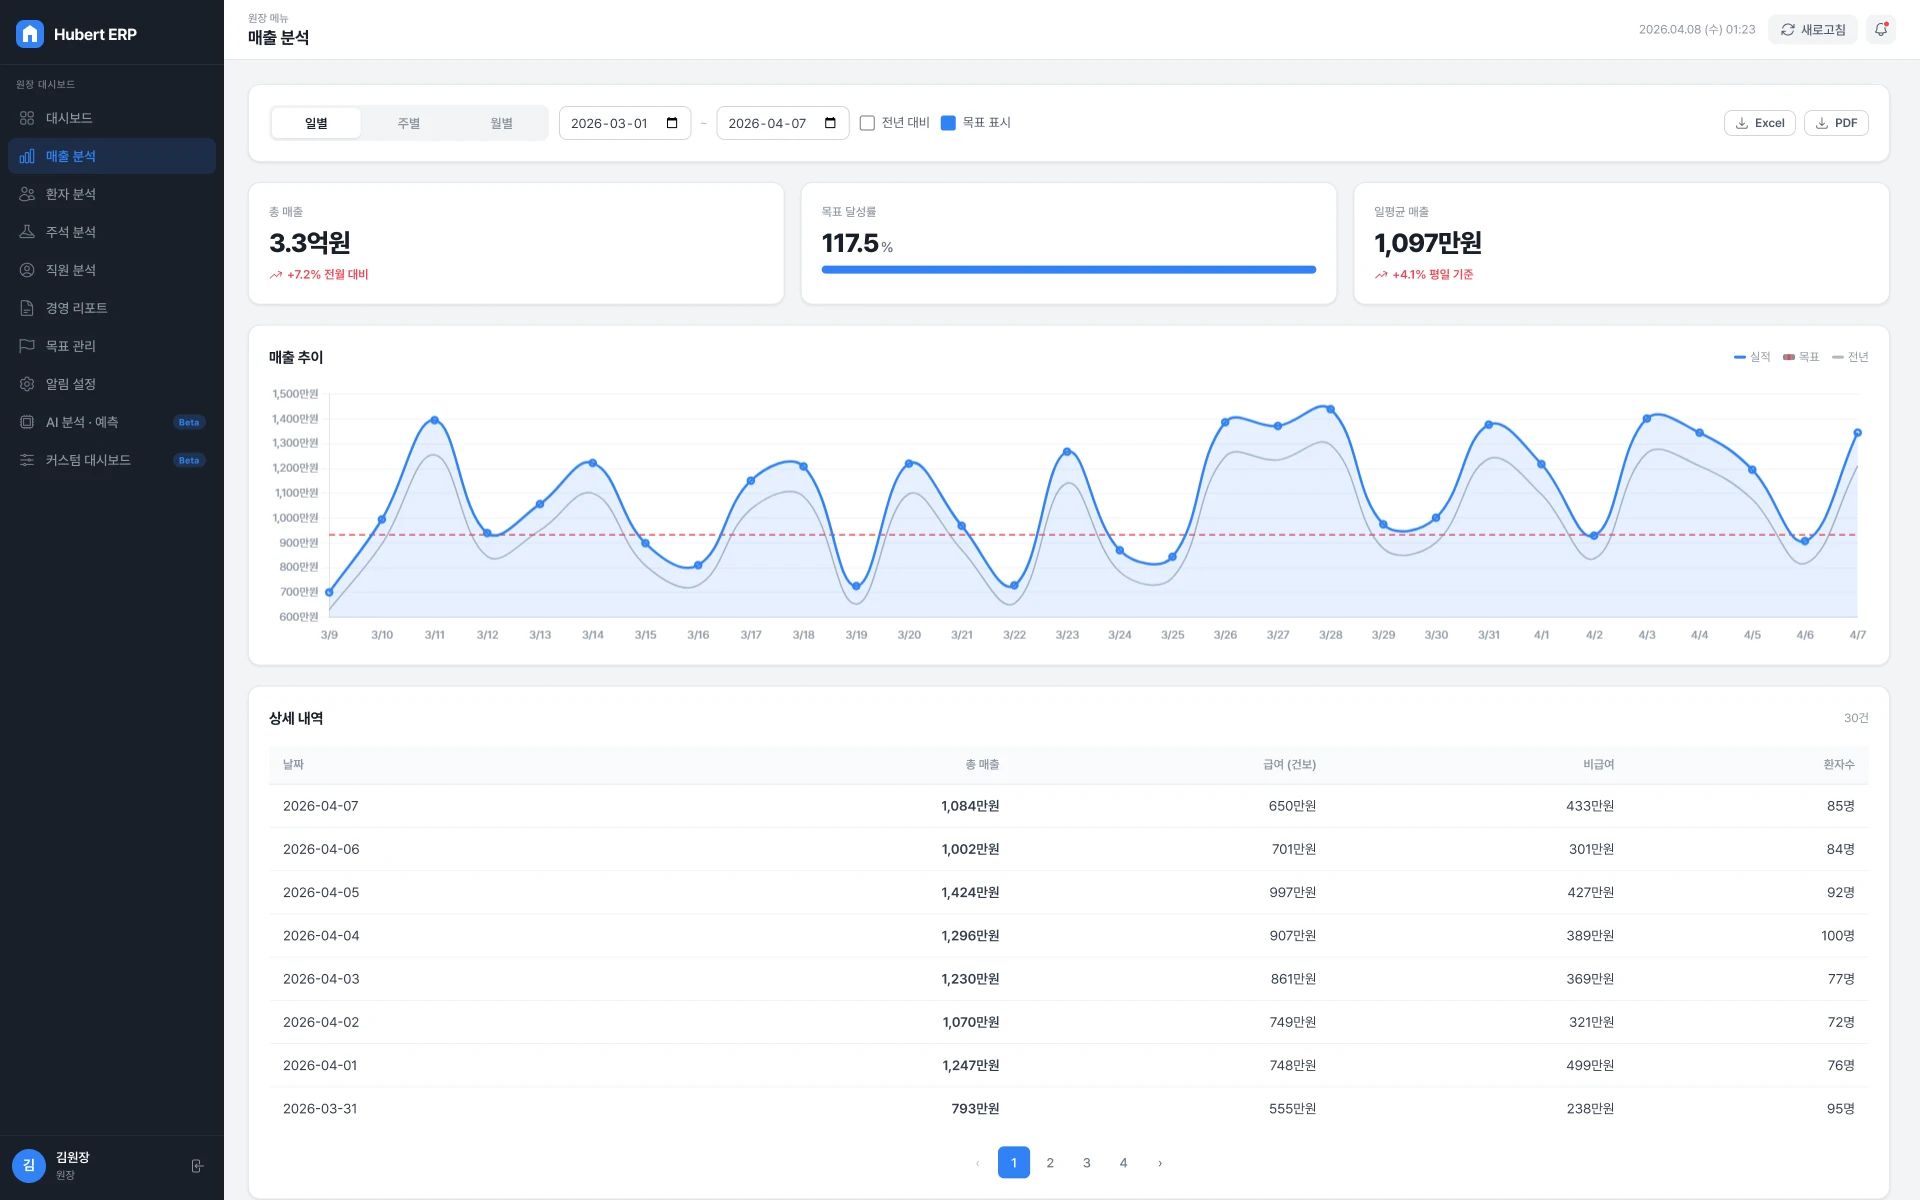 Hubert ERP
원장 대시보드
대시보드
매출 분석
환자 분석
주석 분석
직원 분석
경영 리포트
목표 관리
알림 설정
AI 분석 · 예측 Beta
커스텀 대시보드 Beta
김
김원장
원장
원장 메뉴
매출 분석
2026.04.08 (수) 01:23 새로고침
일별 주별 월별 2026-03-01 ~ 2026-04-07 전년 대비 목표 표시 Excel PDF
총 매출
3.3억원
+7.2% 전월 대비
목표 달성률
117.5%
일평균 매출
1,097만원
+4.1% 평일 기준
매출 추이
실적 목표 전년
1,500만원
1,400만원
1,300만원
1,200만원
1,100만원
1,000만원
900만원
800만원
700만원
600만원
3/9 3/10 3/11 3/12 3/13 3/14 3/15 3/16 3/17 3/18 3/19 3/20 3/21 3/22 3/23 3/24 3/25 3/26 3/27 3/28 3/29 3/30 3/31 4/1 4/2 4/3 4/4 4/5 4/6 4/7
상세 내역 30건
날짜 총 매출 급여 (건보) 비급여 환자수
2026-04-07 1,084만원 650만원 433만원 85명
2026-04-06 1,002만원 701만원 301만원 84명
2026-04-05 1,424만원 997만원 427만원 92명
2026-04-04 1,296만원 907만원 389만원 100명
2026-04-03 1,230만원 861만원 369만원 77명
2026-04-02 1,070만원 749만원 321만원 72명
2026-04-01 1,247만원 748만원 499만원 76명
2026-03-31 793만원 555만원 238만원 95명
‹ 1 2 3 4 ›